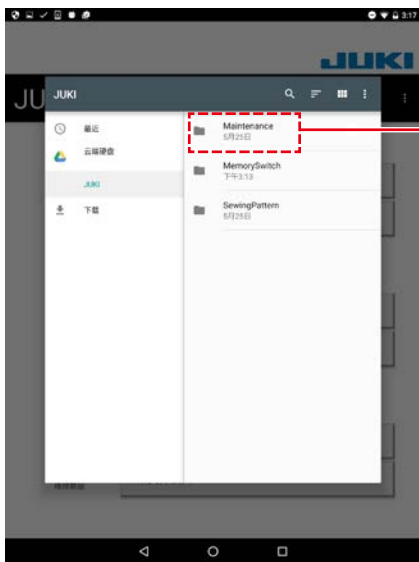 3:17
JUKI
JU
JUKI
最近
云端硬盘
JUKI
下载
Maintenance
5月25日
MemorySwitch
下午3:13
SewingPattern
5月25日